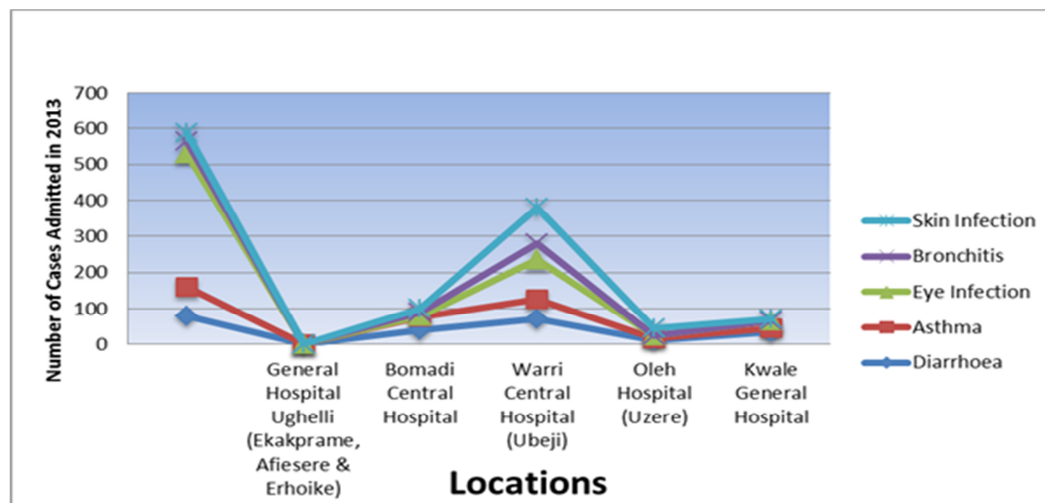 Number of Cases Admitted in 2013
700
600
500
400
300
200
100
0
General
Hospital
Ughelli
(Ekakprame,
Afiesere &
Erhoike)
Bomadi
Central
Hospital
Warri
Central
Hospital
(Ubeji)
Oleh
Hospital
(Uzere)
Kwale
General
Hospital
Locations
Skin Infection
Bronchitis
Eye Infection
Asthma
Diarrhoea